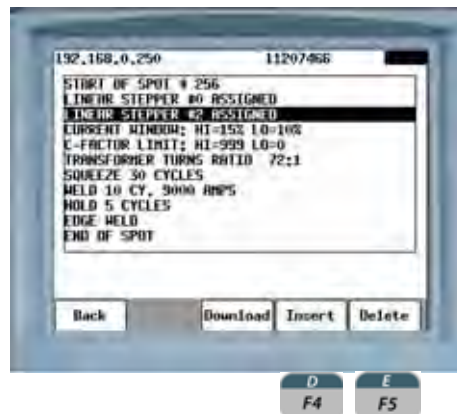 192.168.0.250 11207466
START OF SPOT # 256
LINEAR STEPPER #0 ASSIGNED
LINEAR STEPPER #2 ASSIGNED
CURRENT WINDOW: HI=15% LO=10%
C-FACTOR LIMIT: HI=999 LO=0
TRANSFORMER TURNS RATIO 72:1
SQUEEZE 30 CYCLES
WELD 10 CY, 9000 AMPS
HOLD 5 CYCLES
EDGE WELD
END OF SPOT
Back Download Insert Delete
D E
F4 F5